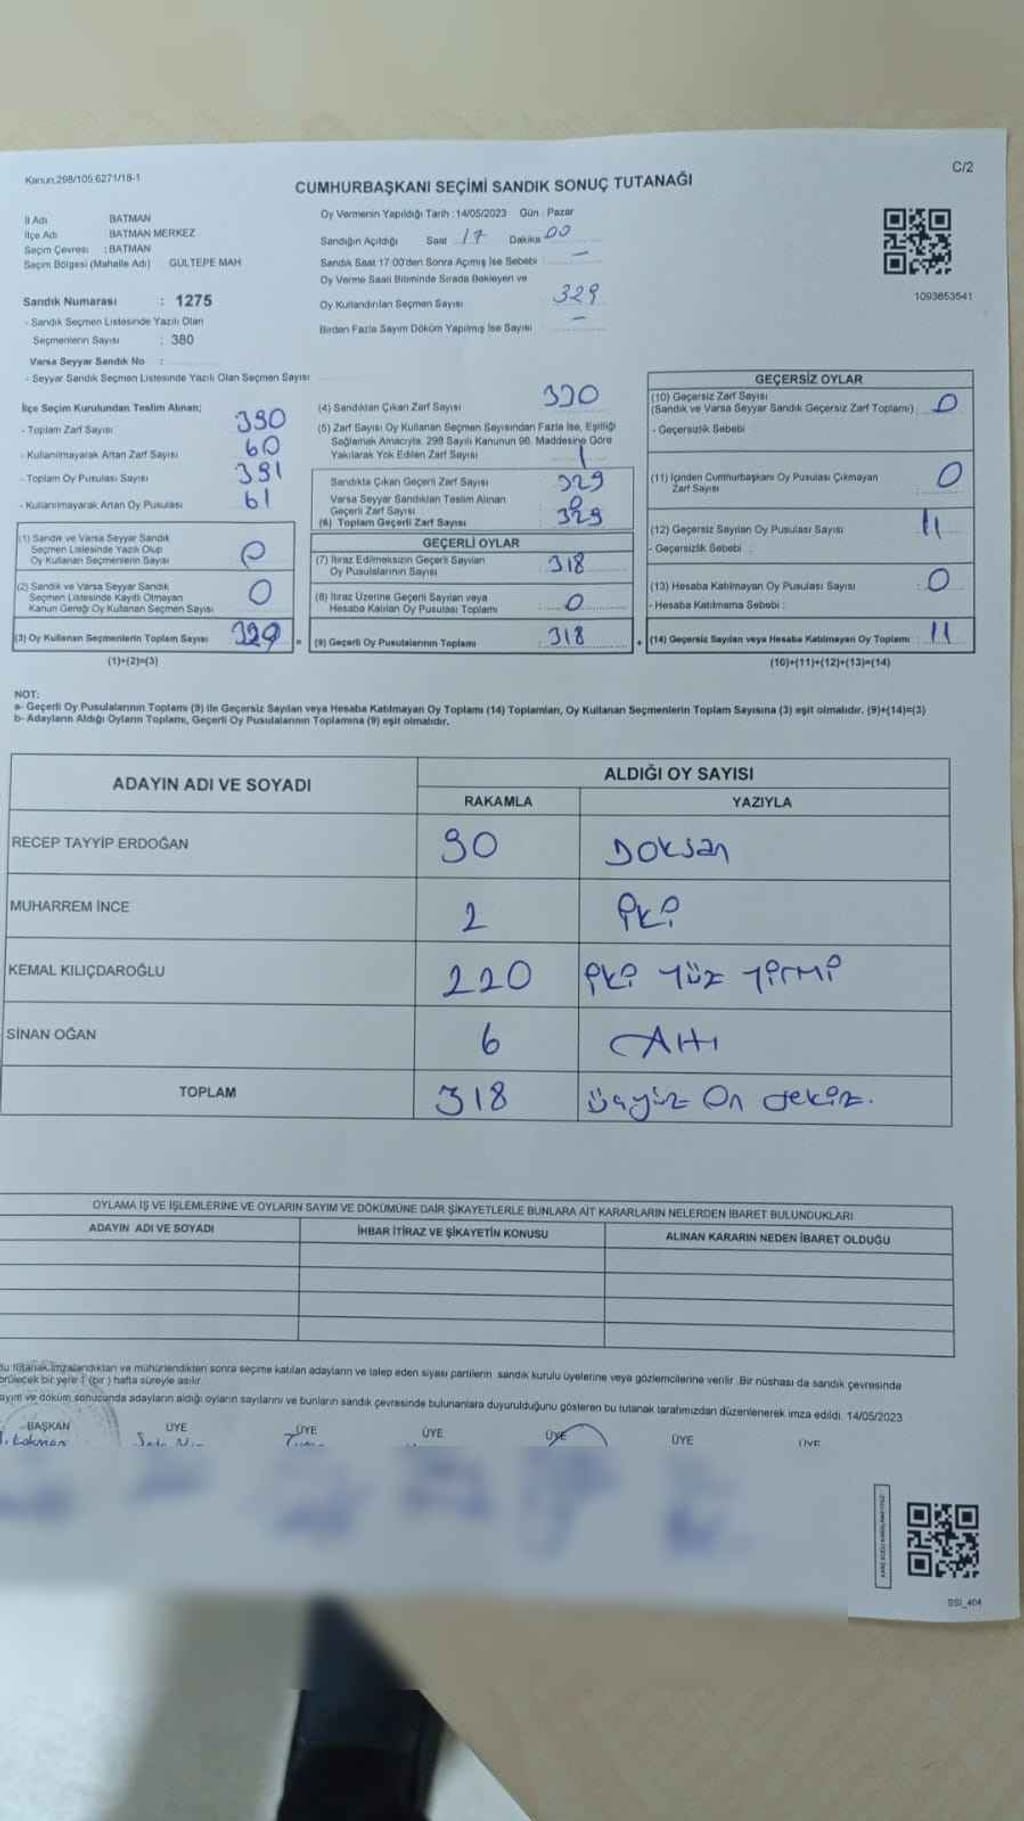 Kanun:298/105.6271/18-1
C/2
CUMHURBAŞKANI SEÇİMİ SANDIK SONUÇ TUTANAĞI
İl Adı BATMAN
İlçe Adı BATMAN MERKEZ
Seçim Çevresi : BATMAN
Seçim Bölgesi (Mahalle Adı) GÜLTEPE MAH
Sandık Numarası : 1275
- Sandık Seçmen Listesinde Yazılı Olan
Seçmenlerin Sayısı : 380
Varsa Seyyar Sandık No :
- Seyyar Sandık Seçmen Listesinde Yazılı Olan Seçmen Sayısı
Oy Vermenin Yapıldığı Tarih :14/05/2023 Gün : Pazar
Sandığın Açıldığı Saat 17 Dakika 00
Sandık Saat 17:00'den Sonra Açımış İse Sebebi —
Oy Verme Saati Bitiminde Sırada Bekleyen ve
Oy Kullandırılan Seçmen Sayısı 329
Birden Fazla Sayım Döküm Yapılmış İse Sayısı —
1093653541
İlçe Seçim Kurulundan Teslim Alınan;
- Toplam Zarf Sayısı 390
- Kullanılmayarak Artan Zarf Sayısı 60
- Toplam Oy Pusulası Sayısı 391
- Kullanılmayarak Artan Oy Pusulası 61
(1) Sandık ve Varsa Seyyar Sandık
Seçmen Listesinde Yazılı Olup
Oy Kullanan Seçmenlerin Sayısı
(2) Sandık ve Varsa Seyyar Sandık
Seçmen Listesinde Kayıtlı Olmayan
Kanun Gereği Oy Kullanan Seçmen Sayısı 0
(3) Oy Kullanan Seçmenlerin Toplam Sayısı 329 =
(1)+(2)=(3)
(4) Sandıktan Çıkan Zarf Sayısı 330
(5) Zarf Sayısı Oy Kullanan Seçmen Sayısından Fazla İse, Eşitliği
Sağlamak Amacıyla, 298 Sayılı Kanunun 98. Maddesine Göre
Yakılarak Yok Edilen Zarf Sayısı 1
Sandıkta Çıkan Geçerli Zarf Sayısı 329
Varsa Seyyar Sandıktan Teslim Alınan
Geçerli Zarf Sayısı 0
(6) Toplam Geçerli Zarf Sayısı 329
GEÇERLİ OYLAR
(7) İtiraz Edilmeksizin Geçerli Sayılan
Oy Pusulalarının Sayısı 318
(8) İtiraz Üzerine Geçerli Sayılan veya
Hesaba Katılan Oy Pusulası Toplamı 0
(9) Geçerli Oy Pusulalarının Toplamı 318 +
GEÇERSİZ OYLAR
(10) Geçersiz Zarf Sayısı
(Sandık ve Varsa Seyyar Sandık Geçersiz Zarf Toplamı) 0
- Geçersizlik Sebebi
(11) İçinden Cumhurbaşkanı Oy Pusulası Çıkmayan
Zarf Sayısı 0
(12) Geçersiz Sayılan Oy Pusulası Sayısı 11
- Geçersizlik Sebebi :
(13) Hesaba Katılmayan Oy Pusulası Sayısı 0
- Hesaba Katılmama Sebebi :
(14) Geçersiz Sayılan veya Hesaba Katılmayan Oy Toplamı 11
(10)+(11)+(12)+(13)=(14)
NOT:
a- Geçerli Oy Pusulalarının Toplamı (9) ile Geçersiz Sayılan veya Hesaba Katılmayan Oy Toplamı (14) Toplamları, Oy Kullanan Seçmenlerin Toplam Sayısına (3) eşit olmalıdır. (9)+(14)=(3)
b- Adayların Aldığı Oyların Toplamı, Geçerli Oy Pusulalarının Toplamına (9) eşit olmalıdır.
ADAYIN ADI VE SOYADI
ALDIĞI OY SAYISI
RAKAMLA YAZIYLA
RECEP TAYYİP ERDOĞAN 90 Doksan
MUHARREM İNCE 2 İki
KEMAL KILIÇDAROĞLU 220 İki Yüz Yirmi
SİNAN OĞAN 6 Altı
TOPLAM 318 Üçyüz On sekiz.
OYLAMA İŞ VE İŞLEMLERİNE VE OYLARIN SAYIM VE DÖKÜMÜNE DAİR ŞİKAYETLERLE BUNLARA AİT KARARLARIN NELERDEN İBARET BULUNDUKLARI
ADAYIN ADI VE SOYADI İHBAR İTİRAZ VE ŞİKAYETİN KONUSU ALINAN KARARIN NEDEN İBARET OLDUĞU
Bu tutanak imzalandıktan ve mühürlendikten sonra seçime katılan adayların ve talep eden siyasi partilerin sandık kurulu üyelerine veya gözlemcilerine verilir. Bir nüshası da sandık çevresinde
görülecek bir yere 1 (bir) hafta süreyle asılır.
Sayım ve döküm sonucunda adayların aldığı oyların sayılarını ve bunların sandık çevresinde bulunanlara duyurulduğunu gösteren bu tutanak tarafımızdan düzenlenerek imza edildi. 14/05/2023
BAŞKAN ÜYE ÜYE ÜYE ÜYE ÜYE ÜYE
SSI_404